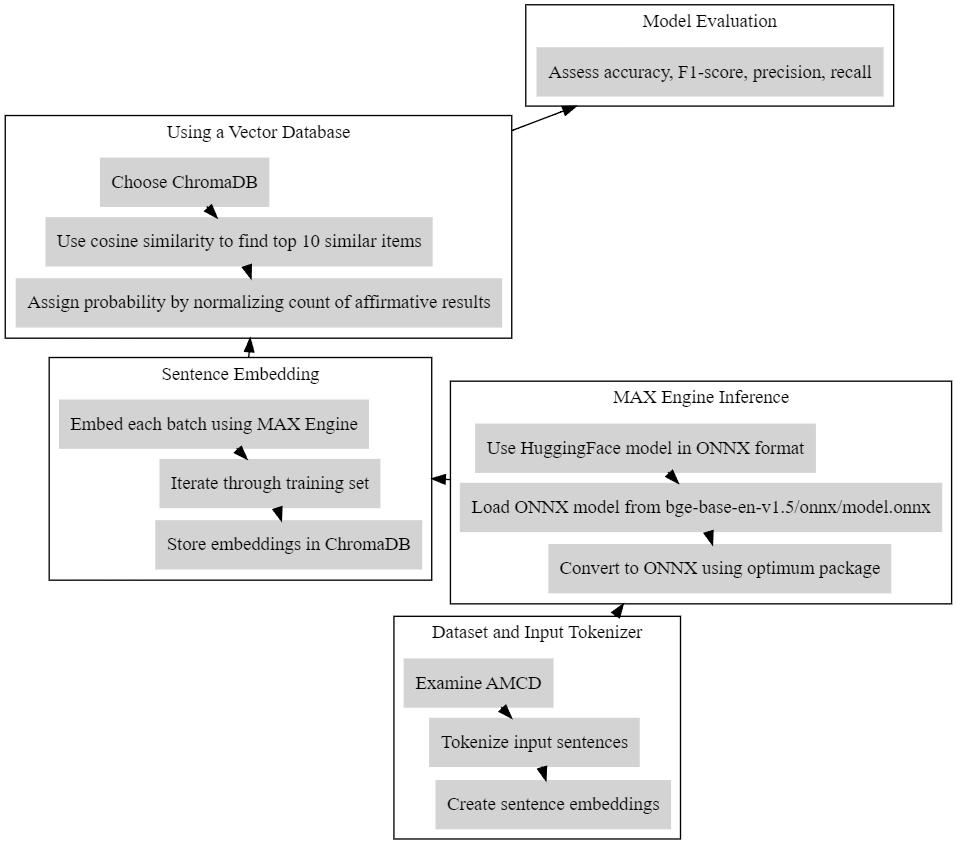 Model Evaluation
Assess accuracy, F1-score, precision, recall
Using a Vector Database
Choose ChromaDB
Use cosine similarity to find top 10 similar items
Assign probability by normalizing count of affirmative results
Sentence Embedding
Embed each batch using MAX Engine
Iterate through training set
Store embeddings in ChromaDB
MAX Engine Inference
Use HuggingFace model in ONNX format
Load ONNX model from bge-base-en-v1.5/onnx/model.onnx
Convert to ONNX using optimum package
Dataset and Input Tokenizer
Examine AMCD
Tokenize input sentences
Create sentence embeddings